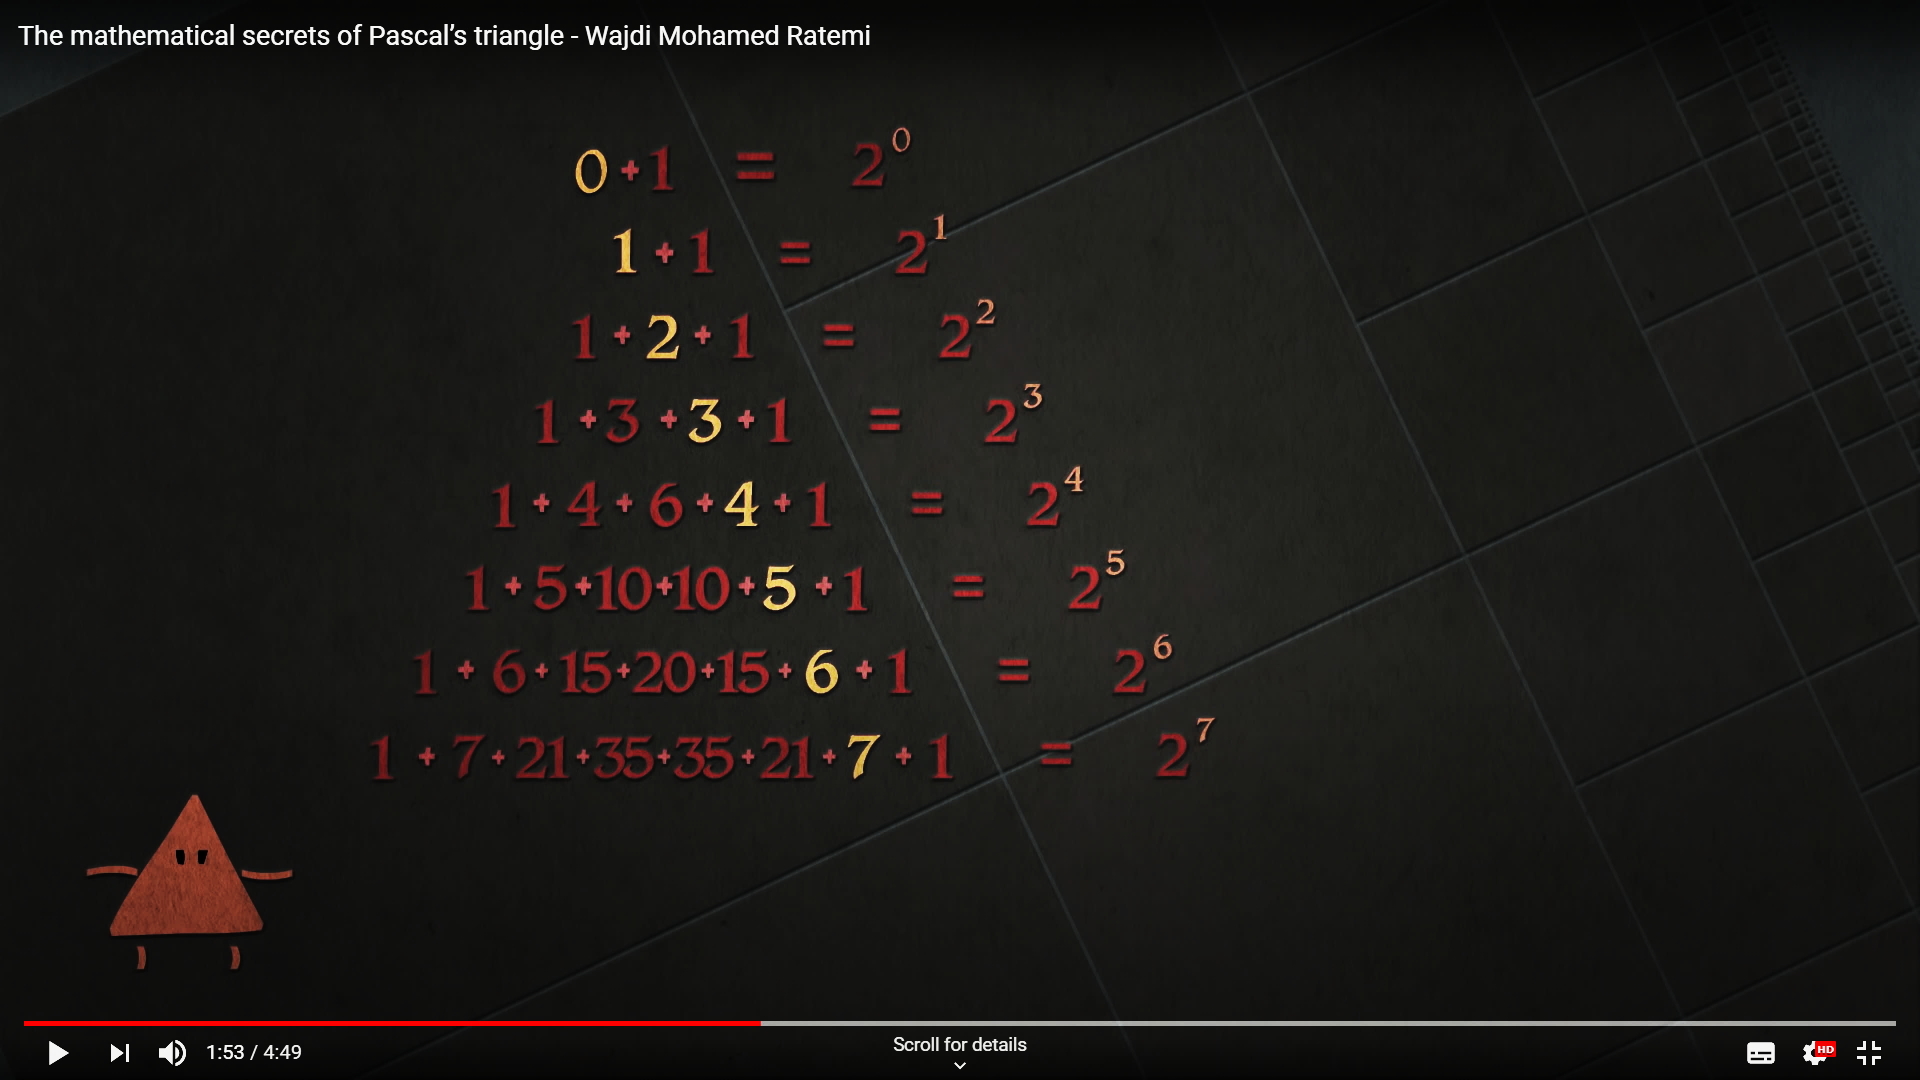 The mathematical secrets of Pascal’s triangle - Wajdi Mohamed Ratemi
0 + 1 = 2⁰
1 + 1 = 2¹
1 + 2 + 1 = 2²
1 + 3 + 3 + 1 = 2³
1 + 4 + 6 + 4 + 1 = 2⁴
1 + 5 + 10 + 10 + 5 + 1 = 2⁵
1 + 6 + 15 + 20 + 15 + 6 + 1 = 2⁶
1 + 7 + 21 + 35 + 35 + 21 + 7 + 1 = 2⁷
Scroll for details
1:53 / 4:49
HD